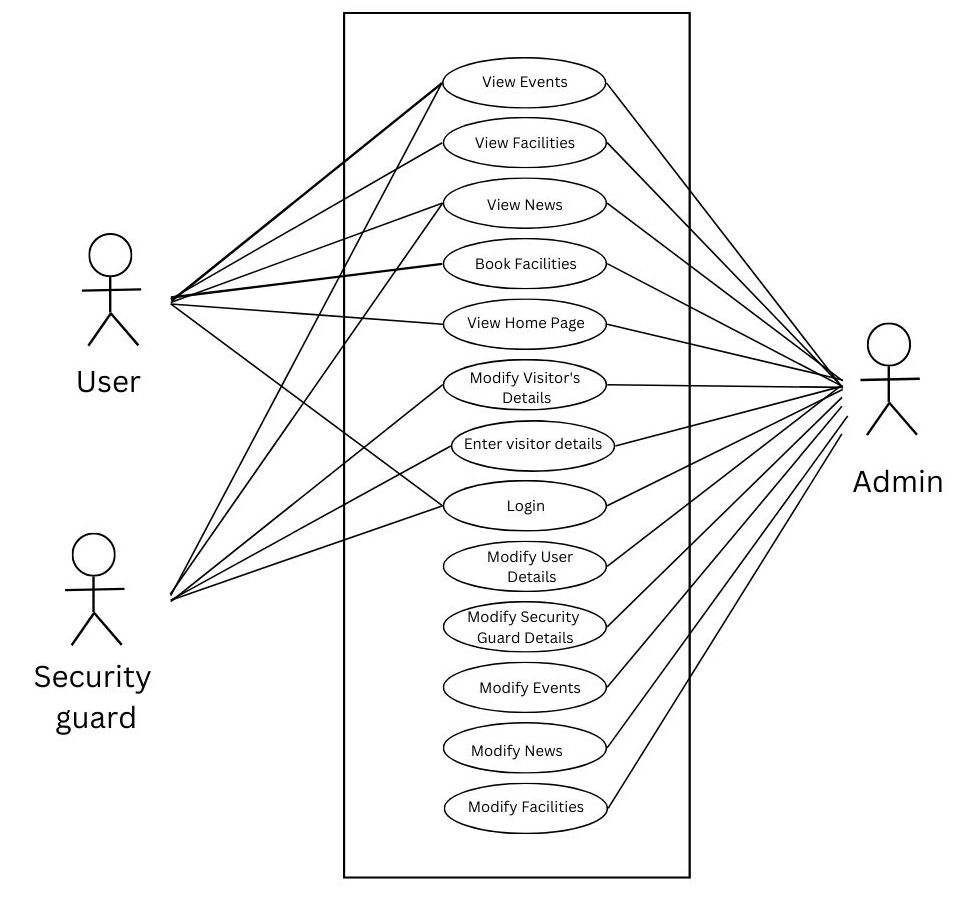 View Events
View Facilities
View News
Book Facilities
View Home Page
Modify Visitor's
Details
Enter visitor details
Login
Modify User
Details
Modify Security
Guard Details
Modify Events
Modify News
Modify Facilities
User
Security
guard
Admin